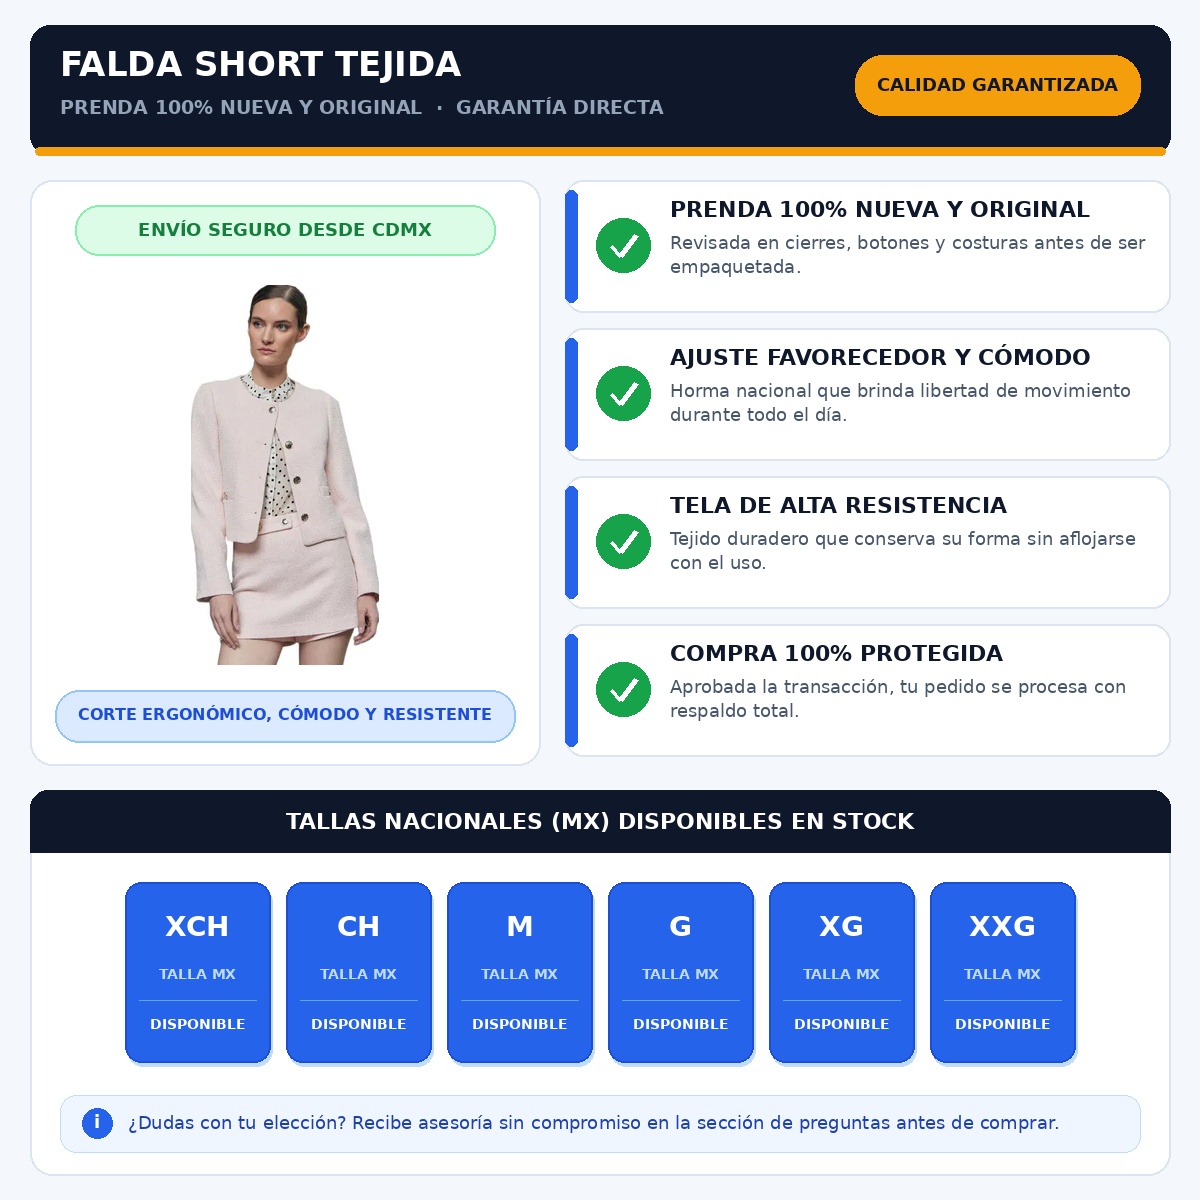 FALDA SHORT TEJIDA
PRENDA 100% NUEVA Y ORIGINAL · GARANTÍA DIRECTA
CALIDAD GARANTIZADA
ENVÍO SEGURO DESDE CDMX
CORTE ERGONÓMICO, CÓMODO Y RESISTENTE
PRENDA 100% NUEVA Y ORIGINAL
Revisada en cierres, botones y costuras antes de ser
empaquetada.
AJUSTE FAVORECEDOR Y CÓMODO
Horma nacional que brinda libertad de movimiento
durante todo el día.
TELA DE ALTA RESISTENCIA
Tejido duradero que conserva su forma sin aflojarse
con el uso.
COMPRA 100% PROTEGIDA
Aprobada la transacción, tu pedido se procesa con
respaldo total.
TALLAS NACIONALES (MX) DISPONIBLES EN STOCK
XCH
TALLA MX
DISPONIBLE
CH
TALLA MX
DISPONIBLE
M
TALLA MX
DISPONIBLE
G
TALLA MX
DISPONIBLE
XG
TALLA MX
DISPONIBLE
XXG
TALLA MX
DISPONIBLE
i ¿Dudas con tu elección? Recibe asesoría sin compromiso en la sección de preguntas antes de comprar.